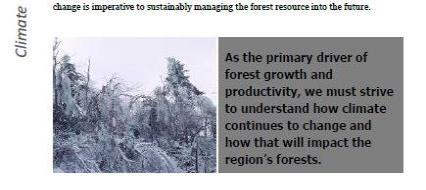 change is imperative to sustainably managing the forest resource into the future.
Climate
As the primary driver of
forest growth and
productivity, we must strive
to understand how climate
continues to change and
how that will impact the
region's forests.